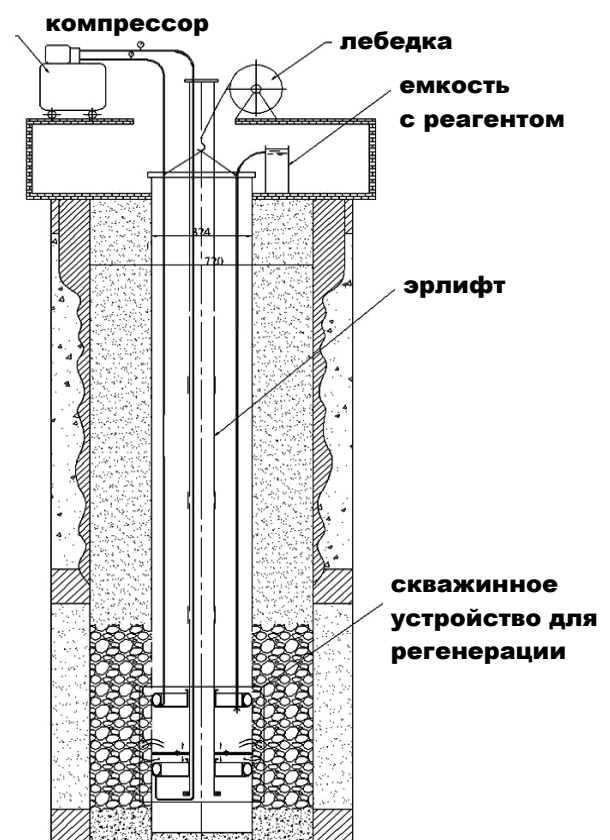 компрессор
лебедка
емкость
с реагентом
324
720
эрлифт
скважинное
устройство для
регенерации